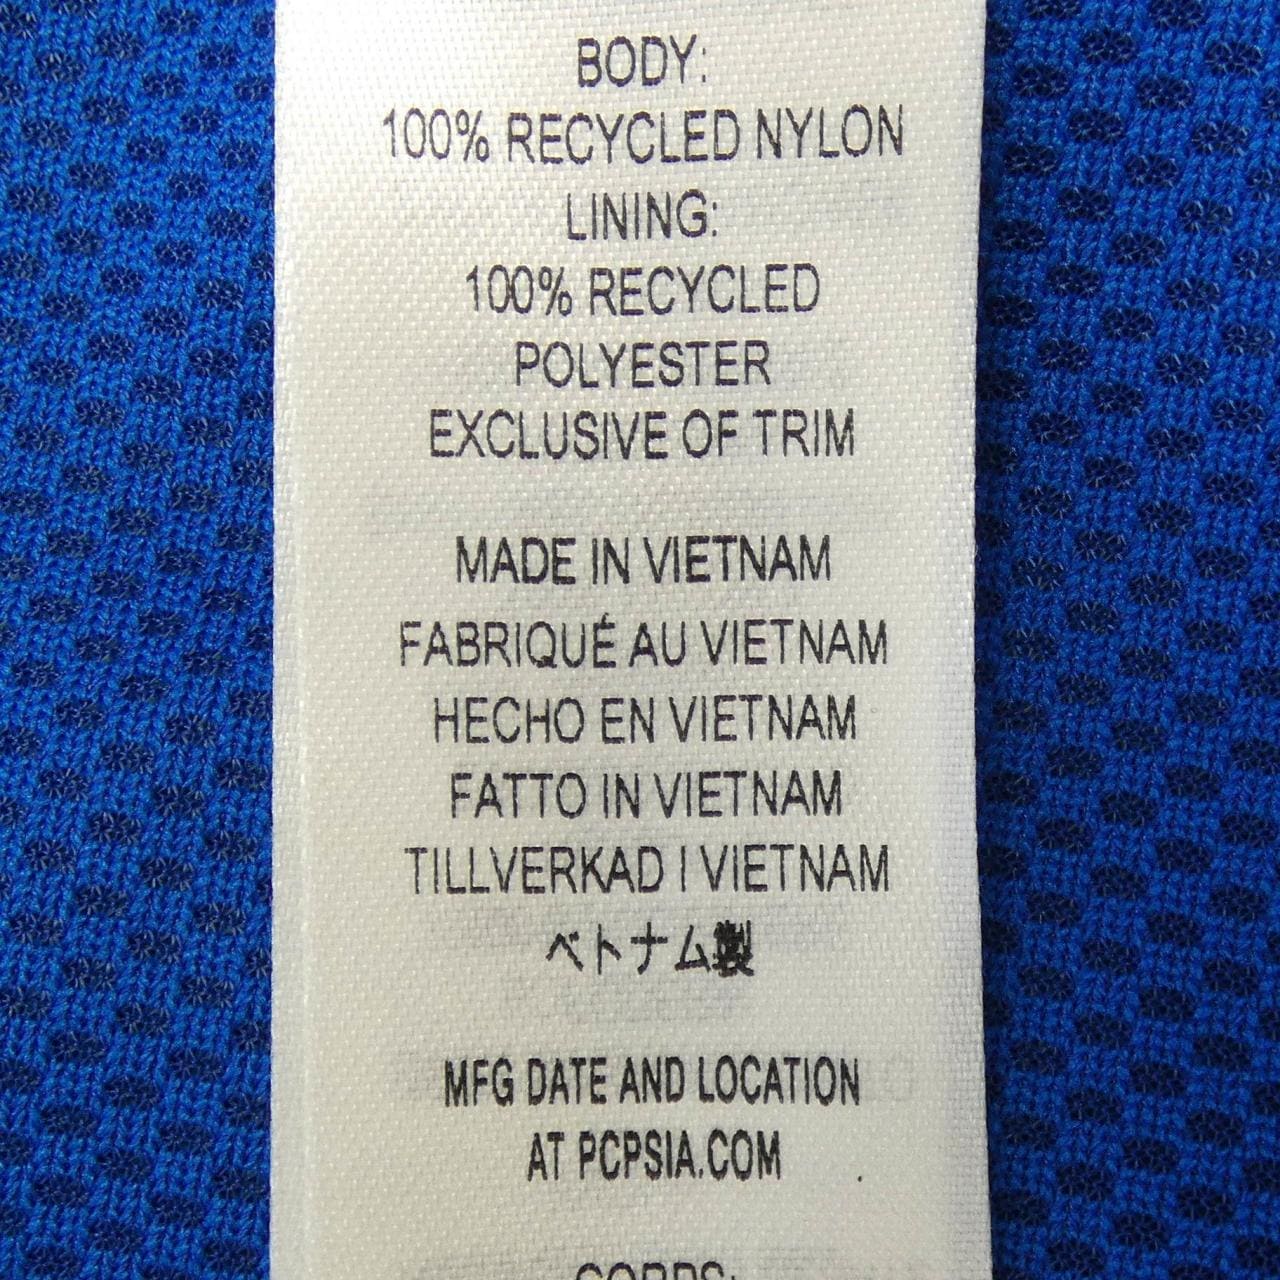 BODY:
100% RECYCLED NYLON
LINING:
100% RECYCLED
POLYESTER
EXCLUSIVE OF TRIM
MADE IN VIETNAM
FABRIQUÉ AU VIETNAM
HECHO EN VIETNAM
FATTO IN VIETNAM
TILLVERKAD I VIETNAM
ベトナム製
MFG DATE AND LOCATION
AT PCPSIA.COM
CORPS: